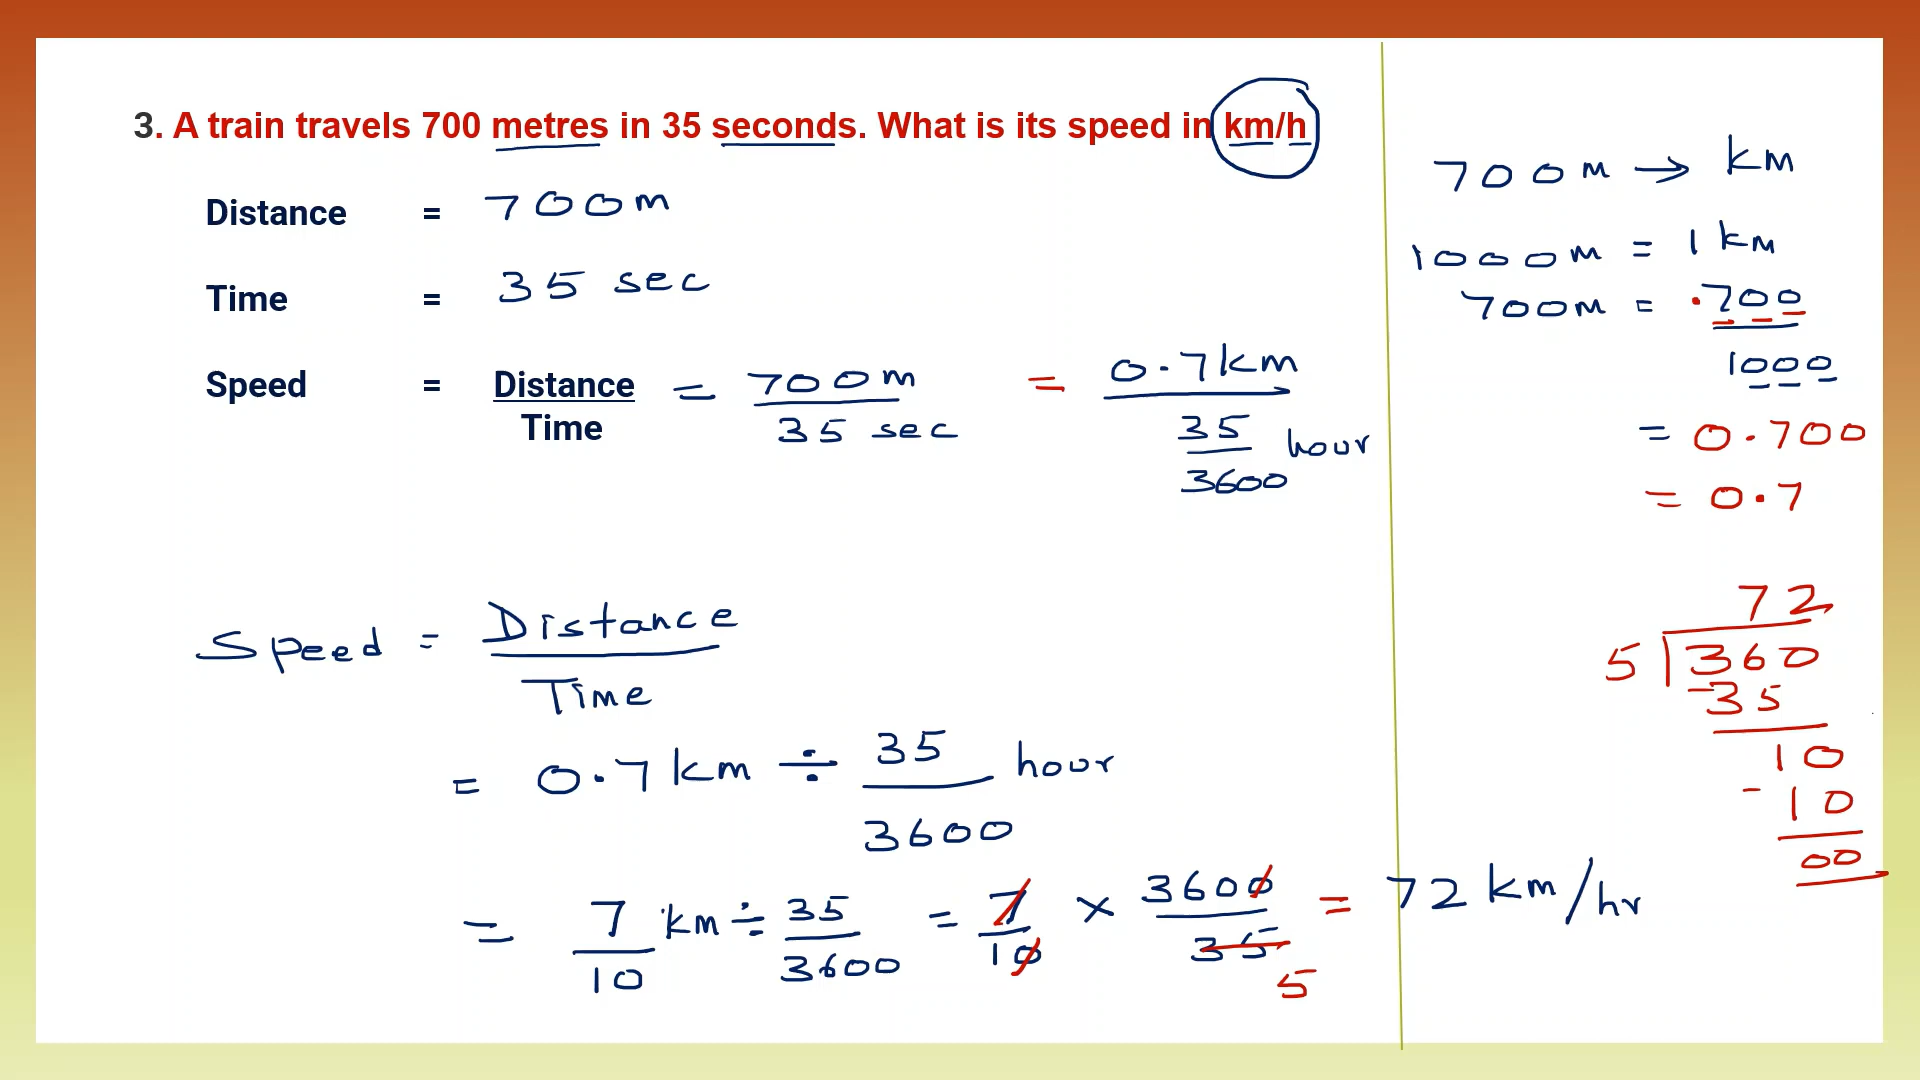 3. A train travels 700 metres in 35 seconds. What is its speed in km/h
Distance = 700m
Time = 35 sec
Speed = Distance = 700m = 0.7km
Time 35 sec 35 hour
3600
Speed = Distance
Time
= 0.7 km ÷ 35 hour
3600
= 7 km ÷ 35 = 7 × 3600 = 72 km/hr
10 3600 10 35
5
700m → km
1000m = 1 km
700m = .700
1000
= 0.700
= 0.7
72
5 360
-35
10
- 10
00